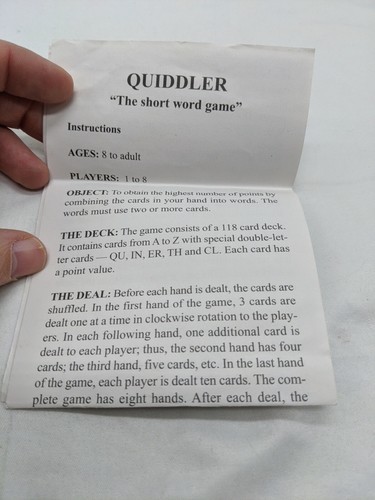 QUIDDLER
"The short word game"
Instructions
AGES: 8 to adult
PLAYERS: 1 to 8
OBJECT: To obtain the highest number of points by
combining the cards in your hand into words. The
words must use two or more cards.
THE DECK: The game consists of a 118 card deck.
It contains cards from A to Z with special double-let-
ter cards — QU, IN, ER, TH and CL. Each card has
a point value.
THE DEAL: Before each hand is dealt, the cards are
shuffled. In the first hand of the game, 3 cards are
dealt one at a time in clockwise rotation to the play-
ers. In each following hand, one additional card is
dealt to each player; thus, the second hand has four
cards; the third hand, five cards, etc. In the last hand
of the game, each player is dealt ten cards. The com-
plete game has eight hands. After each deal, the